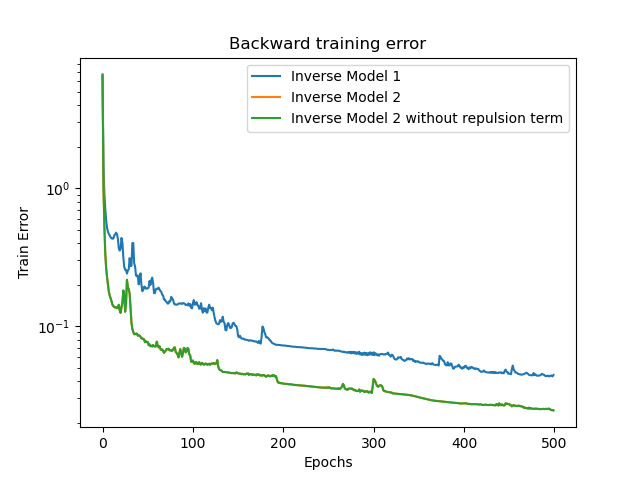 Backward training error
Inverse Model 1
Inverse Model 2
Inverse Model 2 without repulsion term
Train Error
10⁰
10⁻¹
0 100 200 300 400 500
Epochs